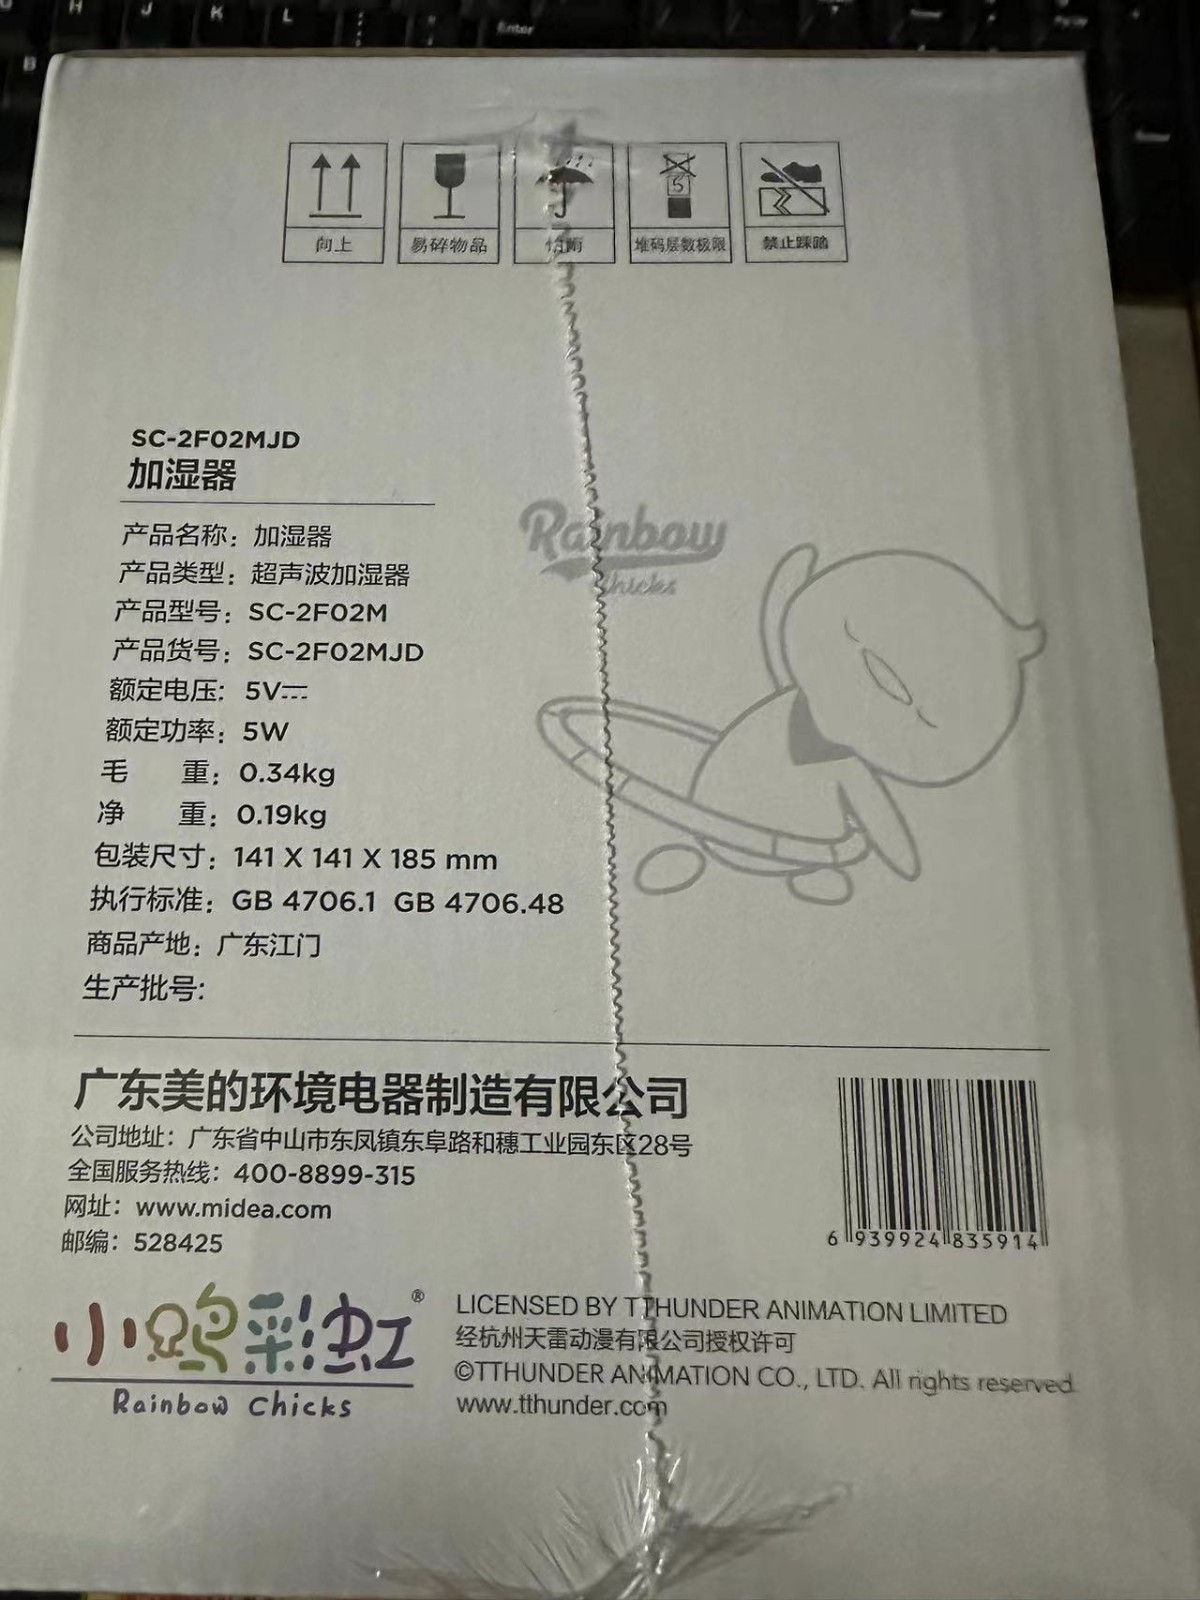 G H J K L Enter
B
向上 易碎物品 怕雨 堆码层数极限 禁止踩踏
5
SC-2F02MJD
加湿器
产品名称：加湿器
产品类型：超声波加湿器
产品型号：SC-2F02M
产品货号：SC-2F02MJD
额定电压：5V⎓
额定功率：5W
毛 重：0.34kg
净 重：0.19kg
包装尺寸：141 X 141 X 185 mm
执行标准：GB 4706.1 GB 4706.48
商品产地：广东江门
生产批号:
Rainbow
Chicks
广东美的环境电器制造有限公司
公司地址：广东省中山市东凤镇东阜路和穗工业园东区28号
全国服务热线：400-8899-315
网址：www.midea.com
邮编：528425
6 939924 835914
小鸡彩虹®
Rainbow Chicks
LICENSED BY TTHUNDER ANIMATION LIMITED
经杭州天雷动漫有限公司授权许可
©TTHUNDER ANIMATION CO., LTD. All rights reserved.
www.tthunder.com